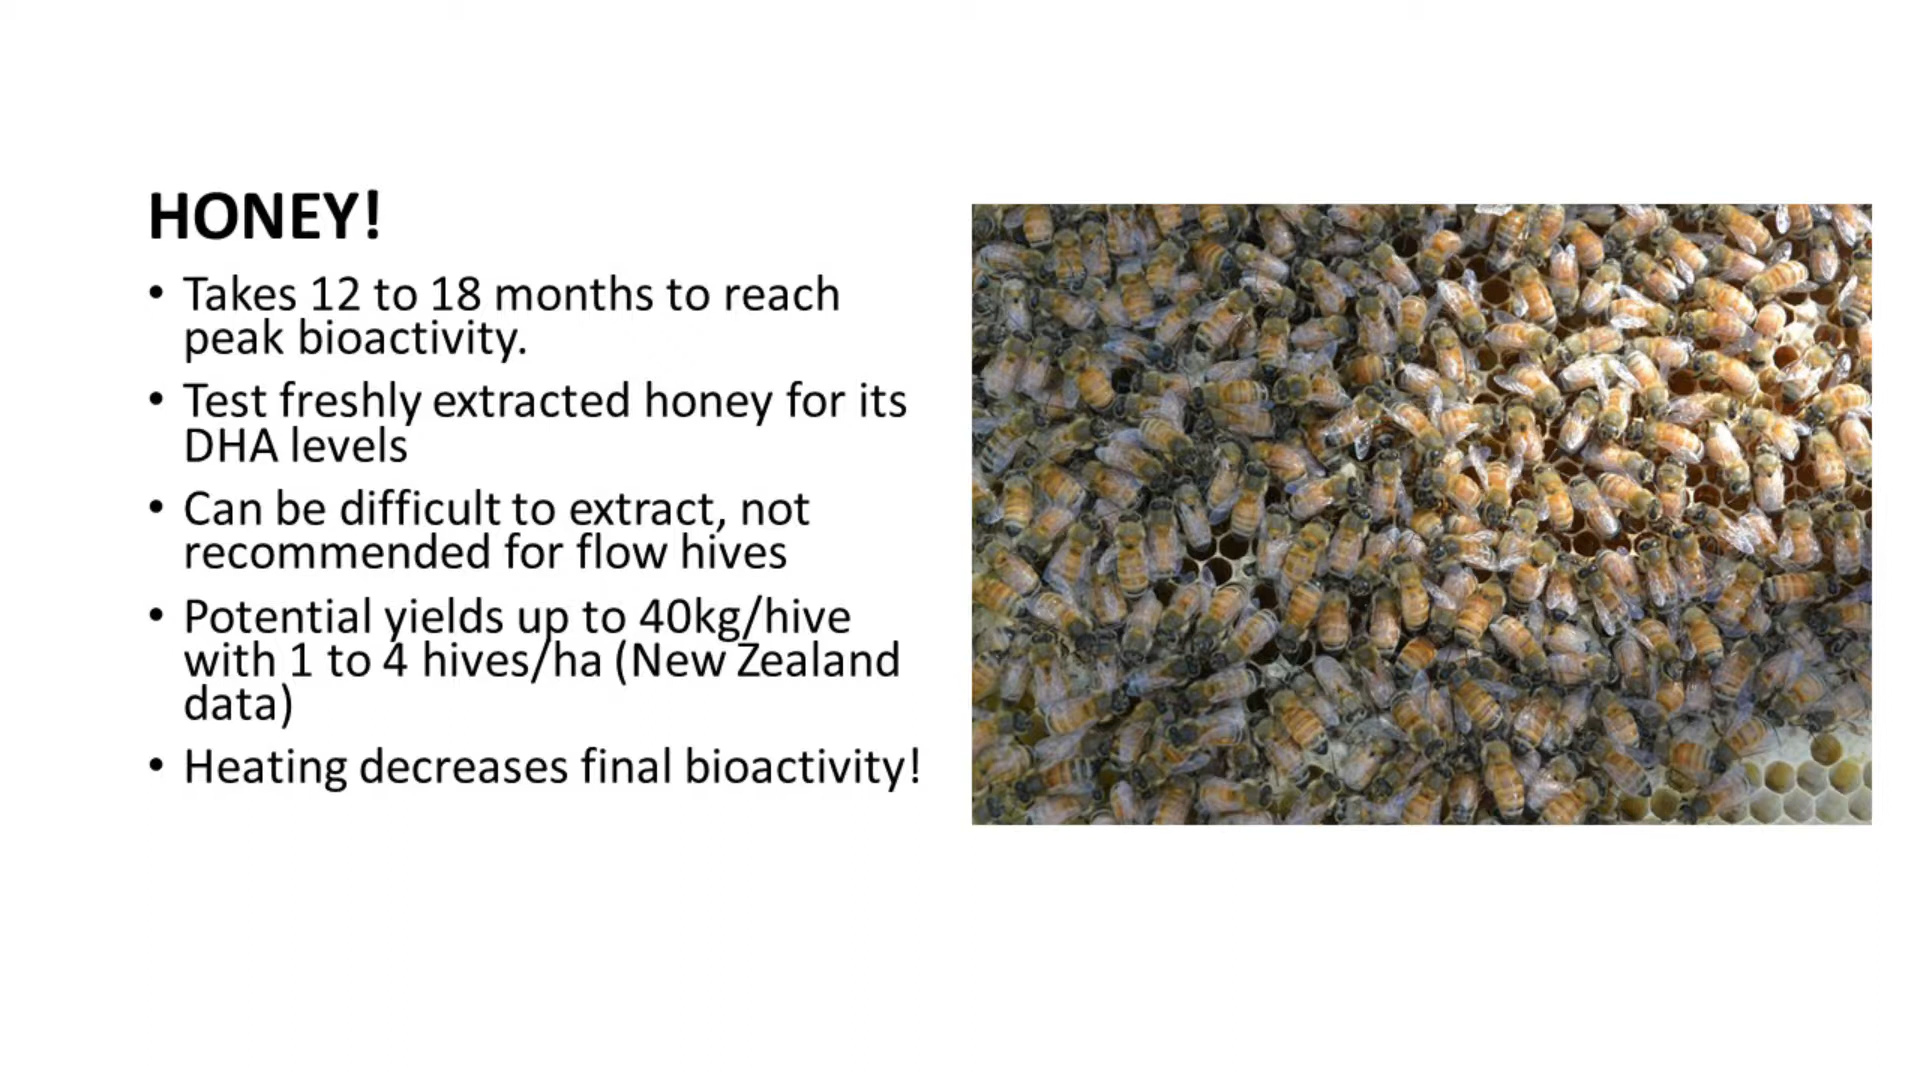 HONEY!
• Takes 12 to 18 months to reach
peak bioactivity.
• Test freshly extracted honey for its
DHA levels
• Can be difficult to extract, not
recommended for flow hives
• Potential yields up to 40kg/hive
with 1 to 4 hives/ha (New Zealand
data)
• Heating decreases final bioactivity!